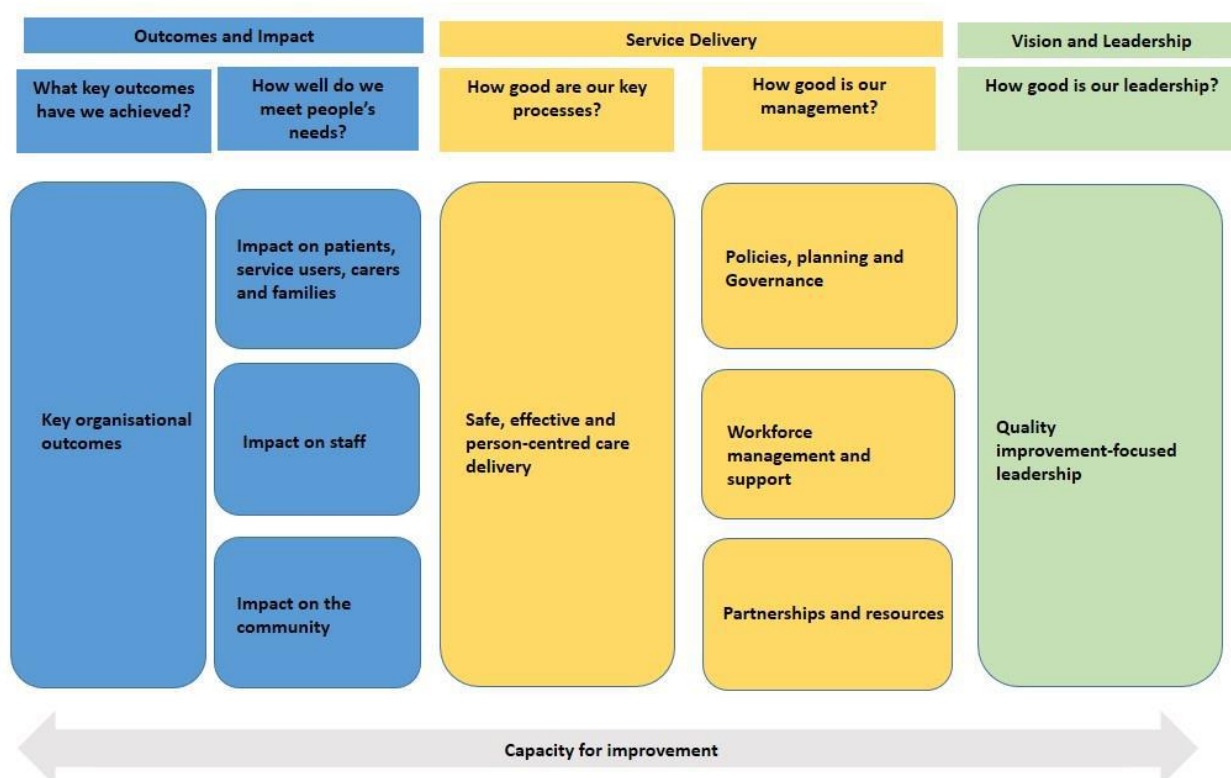 Outcomes and Impact
Service Delivery
Vision and Leadership
What key outcomes
have we achieved?
How well do we
meet people's
needs?
How good are our key
processes?
How good is our
management?
How good is our leadership?
Key organisational
outcomes
Impact on patients,
service users, carers
and families
Impact on staff
Impact on the
community
Safe, effective and
person-centred care
delivery
Policies, planning and
Governance
Workforce
management and
support
Partnerships and resources
Quality
improvement-focused
leadership
Capacity for improvement